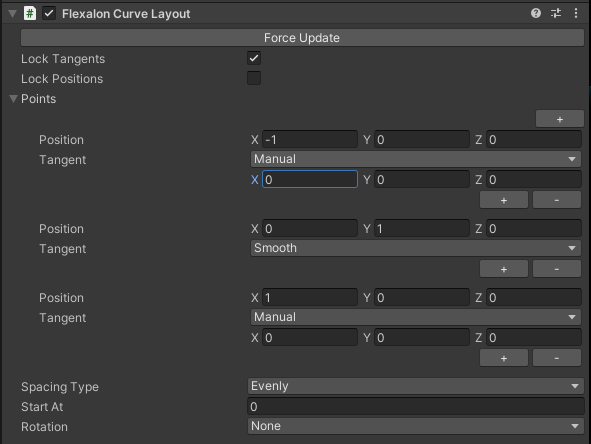 # Flexalon Curve Layout
Force Update
Lock Tangents
Lock Positions
Points
+
Position X -1 Y 0 Z 0
Tangent Manual
X 0 Y 0 Z 0
+ -
Position X 0 Y 1 Z 0
Tangent Smooth
+ -
Position X 1 Y 0 Z 0
Tangent Manual
X 0 Y 0 Z 0
+ -
Spacing Type Evenly
Start At 0
Rotation None